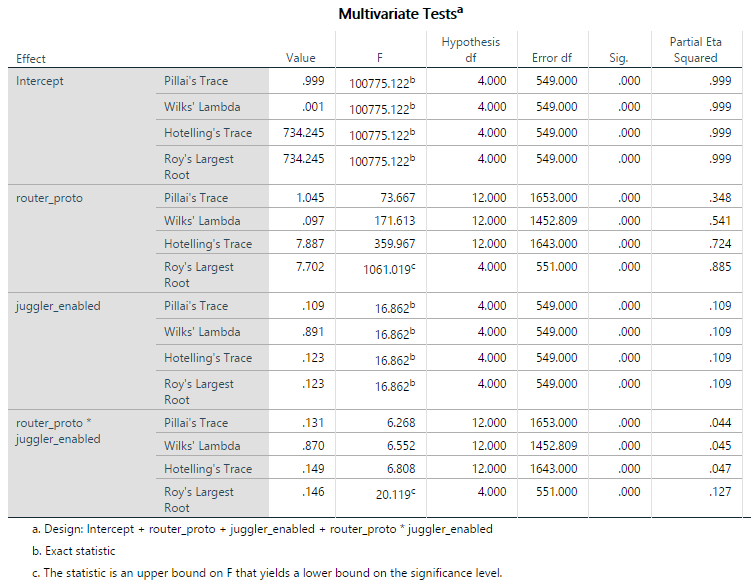 Multivariate Testsa
Effect Value F Hypothesis df Error df Sig. Partial Eta Squared
Intercept Pillai's Trace .999 100775.122b 4.000 549.000 .000 .999
Wilks' Lambda .001 100775.122b 4.000 549.000 .000 .999
Hotelling's Trace 734.245 100775.122b 4.000 549.000 .000 .999
Roy's Largest Root 734.245 100775.122b 4.000 549.000 .000 .999
router_proto Pillai's Trace 1.045 73.667 12.000 1653.000 .000 .348
Wilks' Lambda .097 171.613 12.000 1452.809 .000 .541
Hotelling's Trace 7.887 359.967 12.000 1643.000 .000 .724
Roy's Largest Root 7.702 1061.019c 4.000 551.000 .000 .885
juggler_enabled Pillai's Trace .109 16.862b 4.000 549.000 .000 .109
Wilks' Lambda .891 16.862b 4.000 549.000 .000 .109
Hotelling's Trace .123 16.862b 4.000 549.000 .000 .109
Roy's Largest Root .123 16.862b 4.000 549.000 .000 .109
router_proto * juggler_enabled Pillai's Trace .131 6.268 12.000 1653.000 .000 .044
Wilks' Lambda .870 6.552 12.000 1452.809 .000 .045
Hotelling's Trace .149 6.808 12.000 1643.000 .000 .047
Roy's Largest Root .146 20.119c 4.000 551.000 .000 .127
a. Design: Intercept + router_proto + juggler_enabled + router_proto * juggler_enabled
b. Exact statistic
c. The statistic is an upper bound on F that yields a lower bound on the significance level.